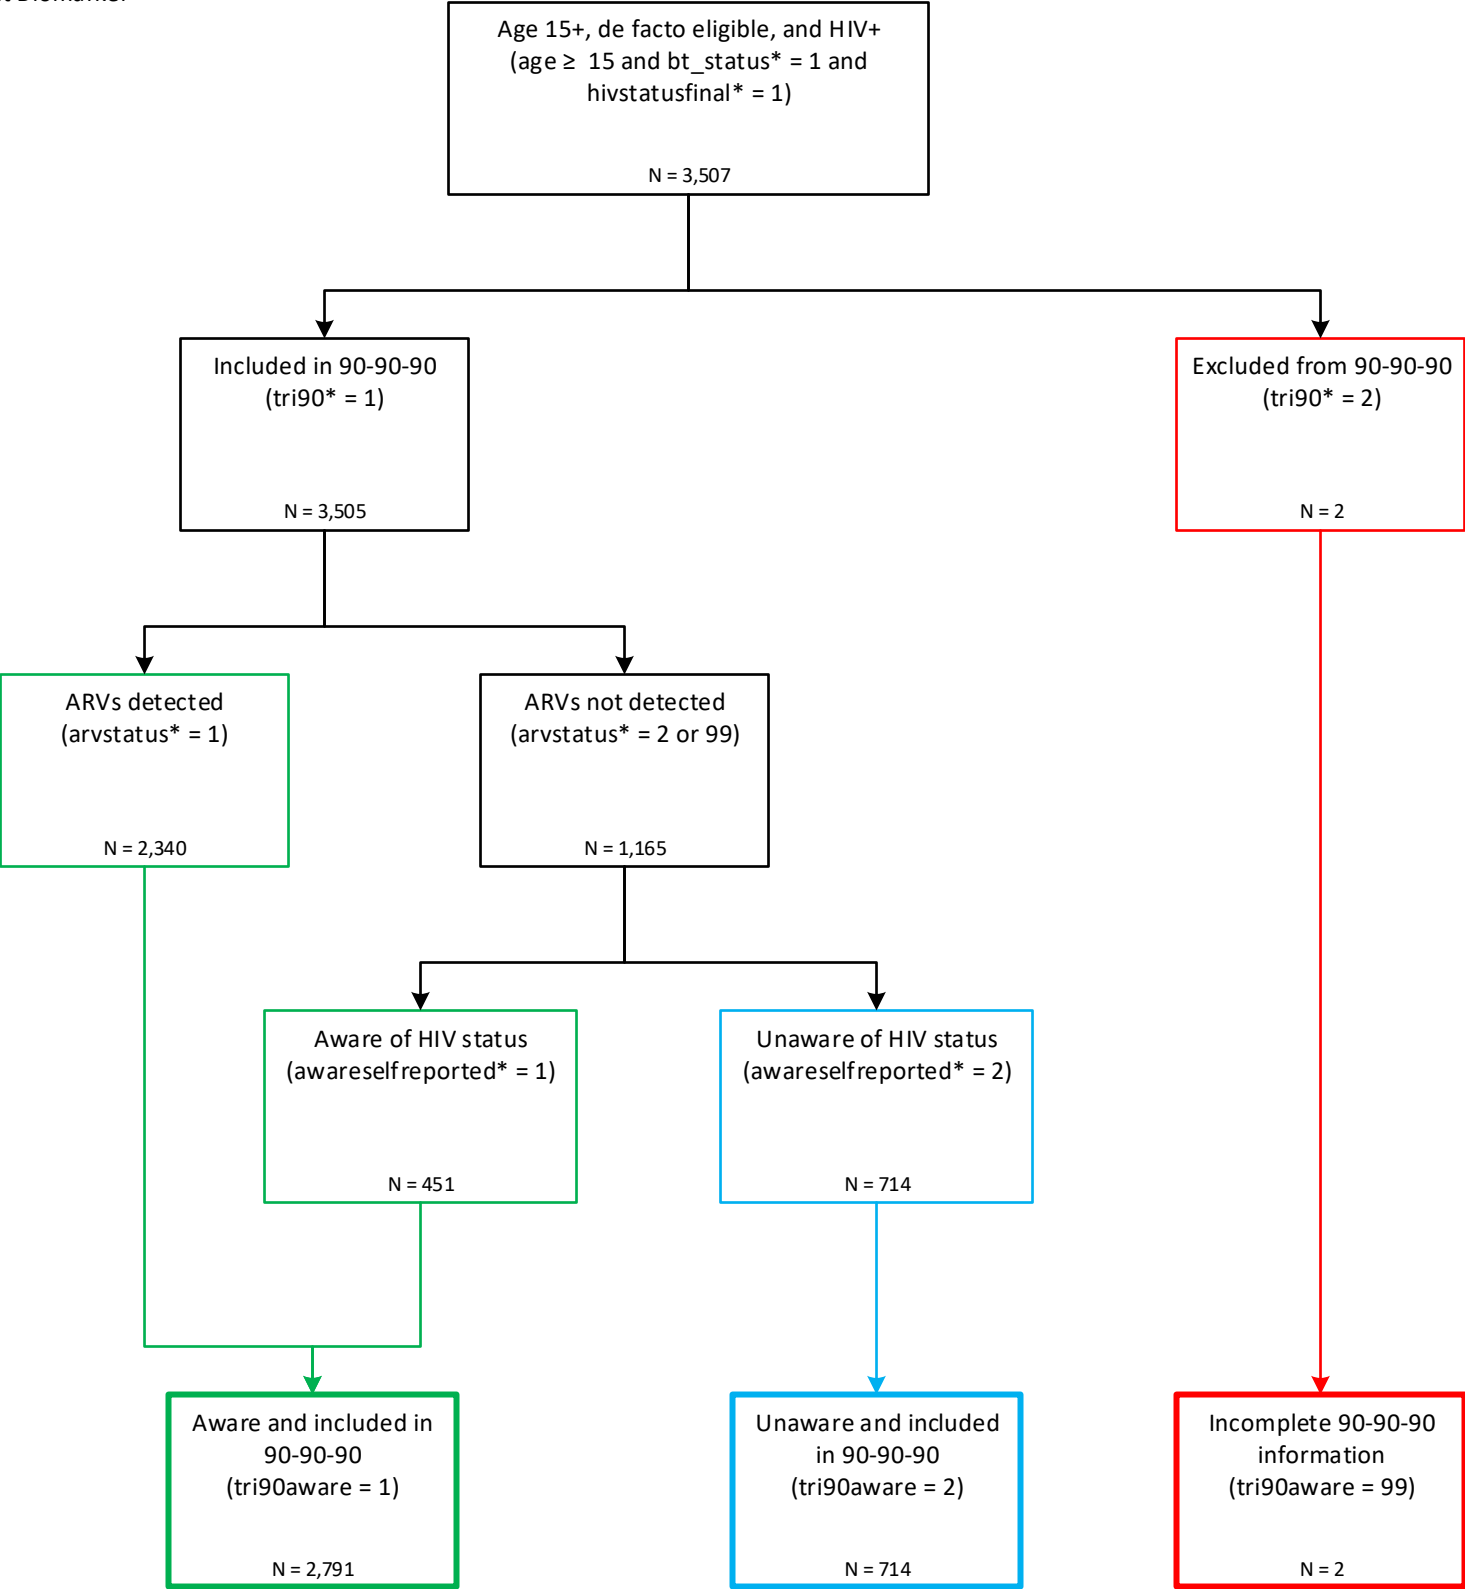 Biomarker
Age 15+, de facto eligible, and HIV+
(age ≥ 15 and bt_status* = 1 and
hivstatusfinal* = 1)
N = 3,507
Included in 90-90-90
(tri90* = 1)
N = 3,505
Excluded from 90-90-90
(tri90* = 2)
N = 2
ARVs detected
(arvstatus* = 1)
N = 2,340
ARVs not detected
(arvstatus* = 2 or 99)
N = 1,165
Aware of HIV status
(awareselfreported* = 1)
N = 451
Unaware of HIV status
(awareselfreported* = 2)
N = 714
Aware and included in
90-90-90
(tri90aware = 1)
N = 2,791
Unaware and included
in 90-90-90
(tri90aware = 2)
N = 714
Incomplete 90-90-90
information
(tri90aware = 99)
N = 2